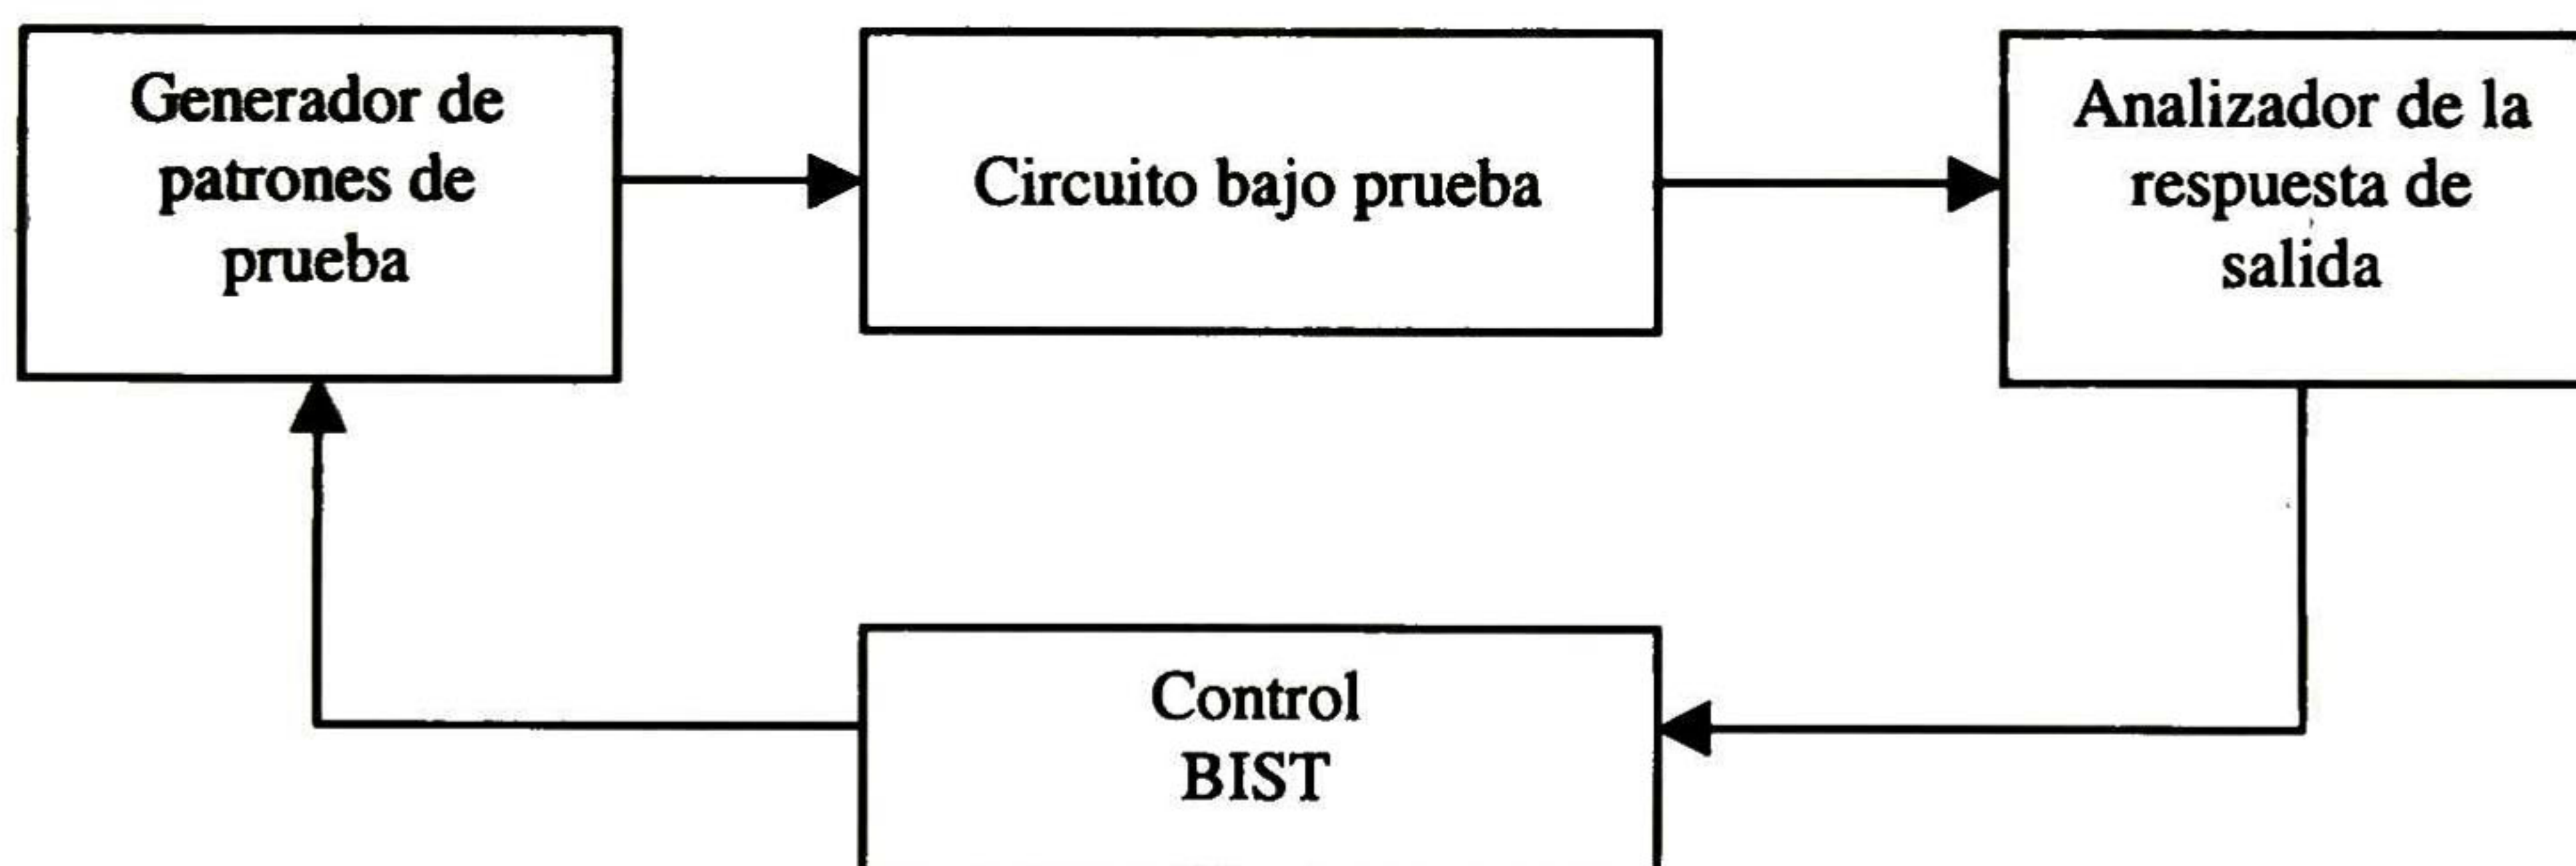 Generador de
patrones de
prueba
Circuito bajo prueba
Analizador de la
respuesta de
salida
Control
BIST